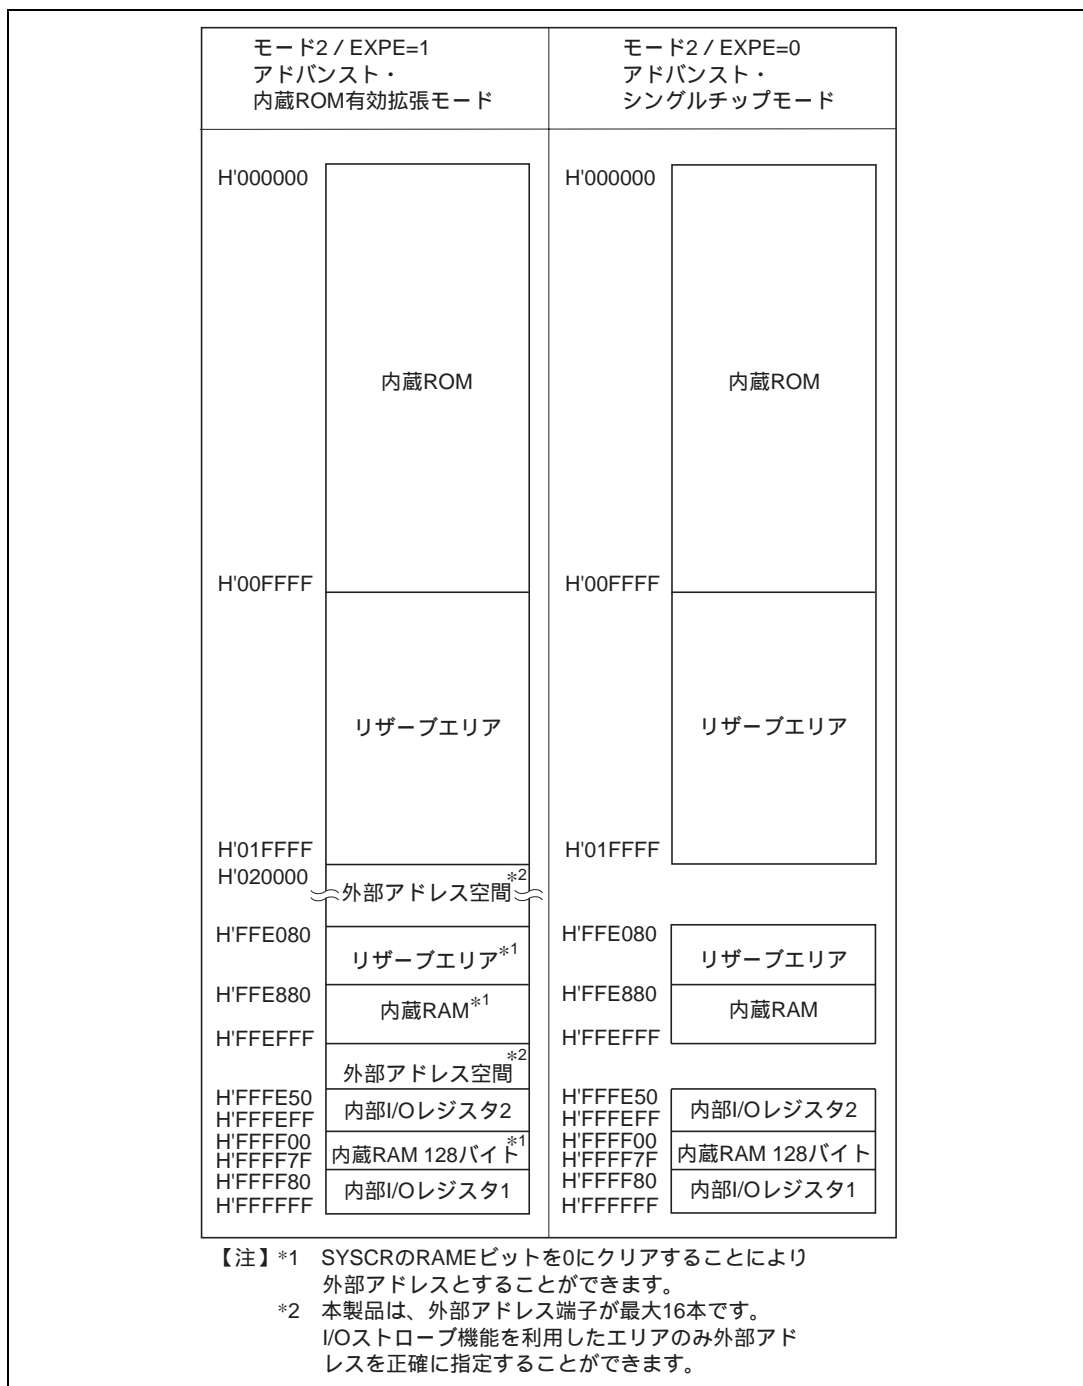 モード2 / EXPE=1
アドバンスト・
内蔵ROM有効拡張モード
モード2 / EXPE=0
アドバンスト・
シングルチップモード
H'000000
内蔵ROM
H'00FFFF
リザーブエリア
H'01FFFF
H'020000
外部アドレス空間*2
H'FFE080
リザーブエリア*1
H'FFE880
内蔵RAM*1
H'FFEFFF
外部アドレス空間*2
H'FFFE50
内部I/Oレジスタ2
H'FFFEFF
H'FFFF00
内蔵RAM 128バイト*1
H'FFFF7F
H'FFFF80
内部I/Oレジスタ1
H'FFFFFF
H'000000
内蔵ROM
H'00FFFF
リザーブエリア
H'01FFFF
H'FFE080
リザーブエリア
H'FFE880
内蔵RAM
H'FFEFFF
H'FFFE50
内部I/Oレジスタ2
H'FFFEFF
H'FFFF00
内蔵RAM 128バイト
H'FFFF7F
H'FFFF80
内部I/Oレジスタ1
H'FFFFFF
【注】*1 SYSCRのRAMEビットを0にクリアすることにより
外部アドレスとすることができます。
*2 本製品は、外部アドレス端子が最大16本です。
I/Oストローブ機能を利用したエリアのみ外部アド
レスを正確に指定することができます。